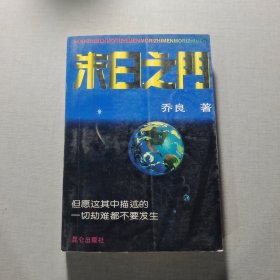 末日之門
乔良 著
但愿这其中描述的
一切劫难都不要发生
昆仑出版社